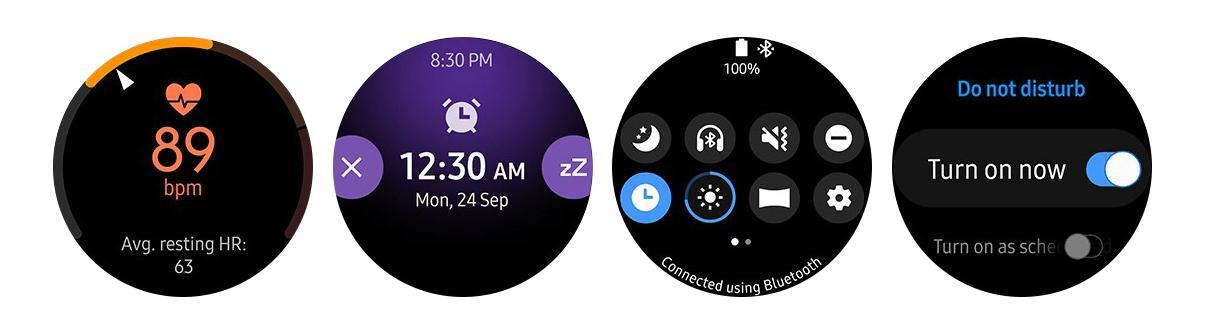 89
bpm
Avg. resting HR:
63
8:30 PM
12:30 AM
Mon, 24 Sep
zZ
100%
Connected using Bluetooth
Do not disturb
Turn on now
Turn on as